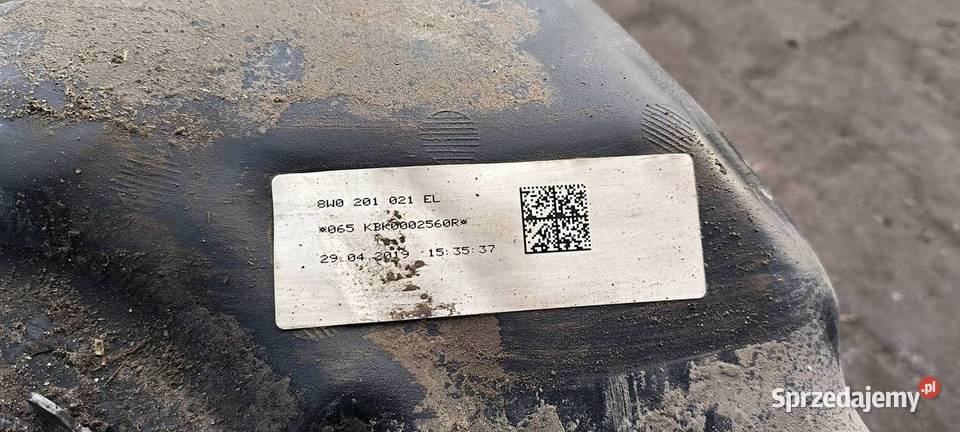 8W0 201 021 EL
*065 KBK0002560R*
29.04.2019 15:35:37
Sprzedajemy.pl